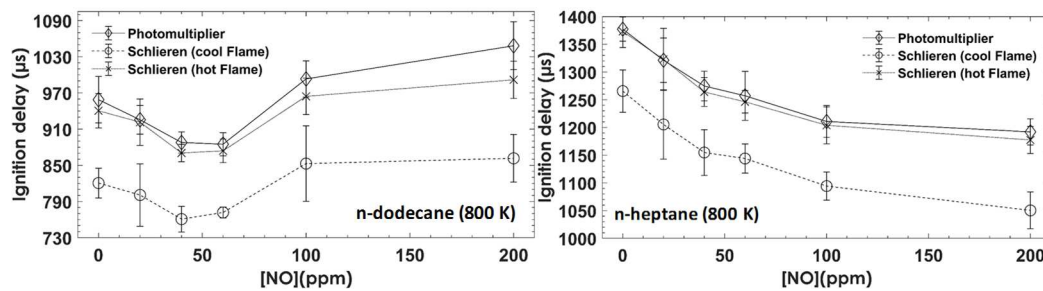 1090
1030
970
910
850
790
730
Ignition delay (µs)
Photomultiplier
Schlieren (cool Flame)
Schlieren (hot Flame)
n-dodecane (800 K)
0
50
100
150
200
[NO](ppm)
1400
1350
1300
1250
1200
1150
1100
1050
1000
Ignition delay (µs)
Photomultiplier
Schlieren (cool Flame)
Schlieren (hot Flame)
n-heptane (800 K)
0
50
100
150
200
[NO](ppm)